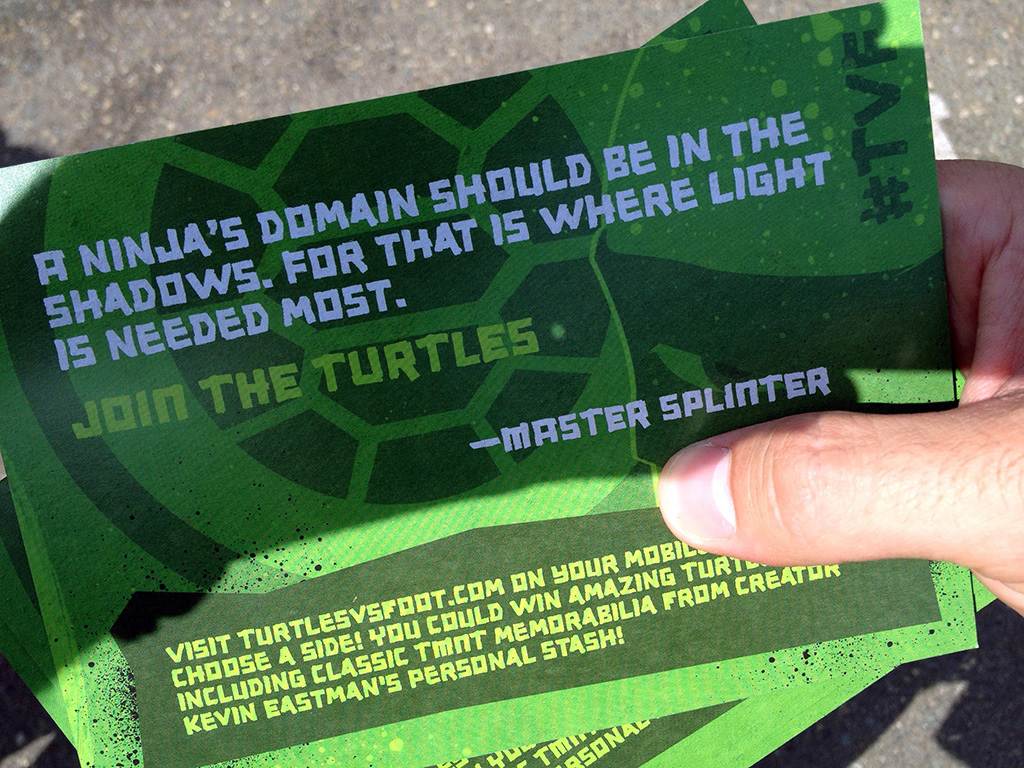 #TVF
A NINJA'S DOMAIN SHOULD BE IN THE
SHADOWS. FOR THAT IS WHERE LIGHT
IS NEEDED MOST.
JOIN THE TURTLES
—MASTER SPLINTER
VISIT TURTLESVSFOOT.COM ON YOUR
CHOOSE A SIDE! YOU COULD WIN AMAZING
INCLUDING CLASSIC TMNT MEMORABILIA FROM CREATOR
KEVIN EASTMAN'S PERSONAL STASH!